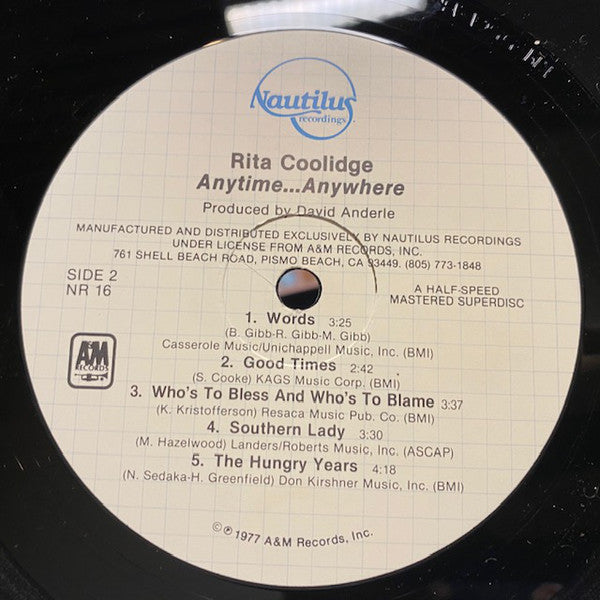 Nautilus
recordings
Rita Coolidge
Anytime...Anywhere
Produced by David Anderle
MANUFACTURED AND DISTRIBUTED EXCLUSIVELY BY NAUTILUS RECORDINGS
UNDER LICENSE FROM A&M RECORDS, INC.
761 SHELL BEACH ROAD, PISMO BEACH, CA 93449. (805) 773-1848
SIDE 2
NR 16
A HALF-SPEED
MASTERED SUPERDISC
A&M
RECORDS
1. Words 3:25
(B. Gibb-R. Gibb-M. Gibb)
Casserole Music/Unichappell Music, Inc. (BMI)
2. Good Times 2:42
(S. Cooke) KAGS Music Corp. (BMI)
3. Who's To Bless And Who's To Blame 3:37
(K. Kristofferson) Resaca Music Pub. Co. (BMI)
4. Southern Lady 3:30
(M. Hazelwood) Landers/Roberts Music, Inc. (ASCAP)
5. The Hungry Years 4:18
(N. Sedaka-H. Greenfield) Don Kirshner Music, Inc. (BMI)
©℗1977 A&M Records, Inc.